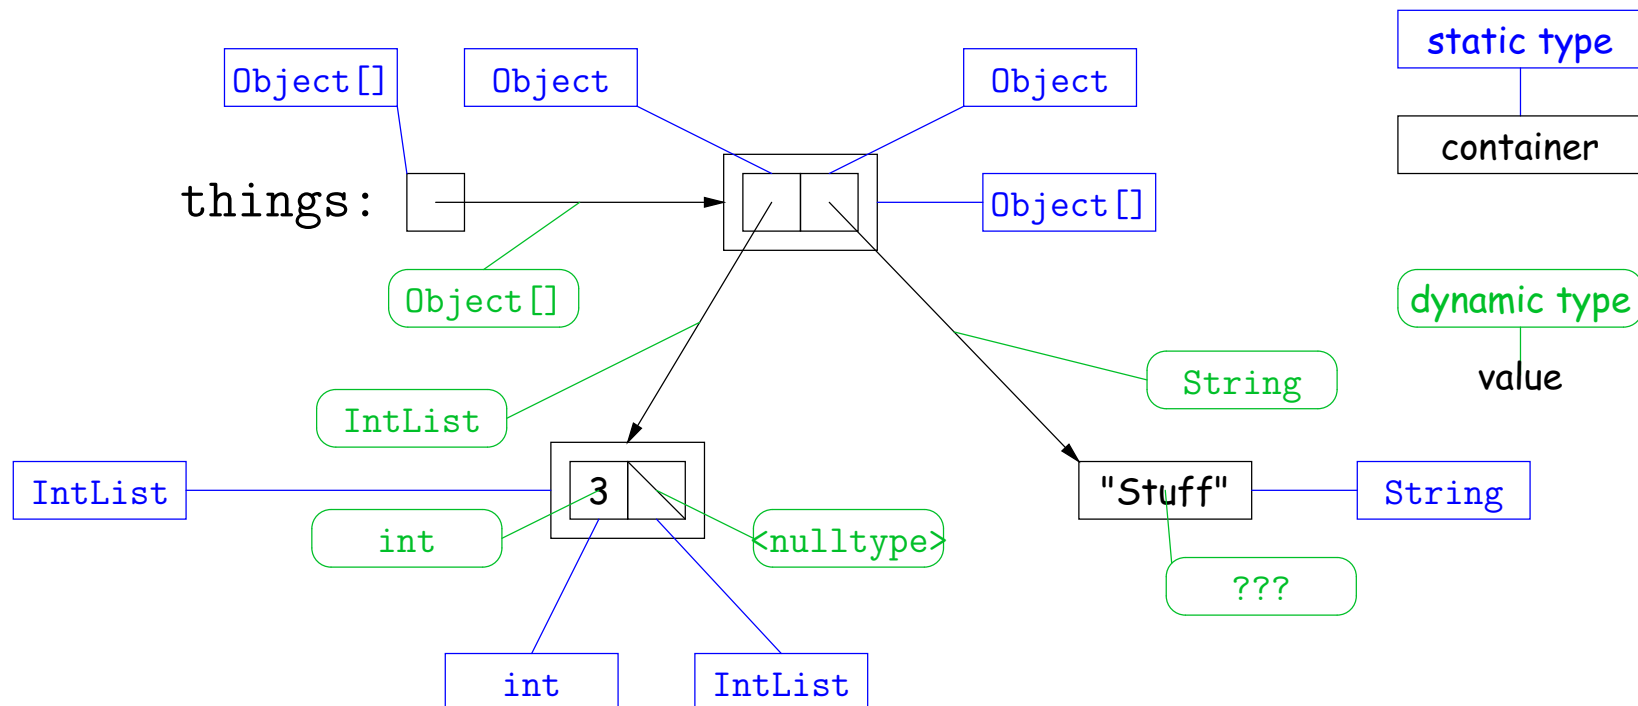 static type
Object[]
Object
Object
container
things:
Object[]
Object[]
dynamic type
String
value
IntList
IntList
3
"Stuff"
String
int
<nulltype>
???
int
IntList